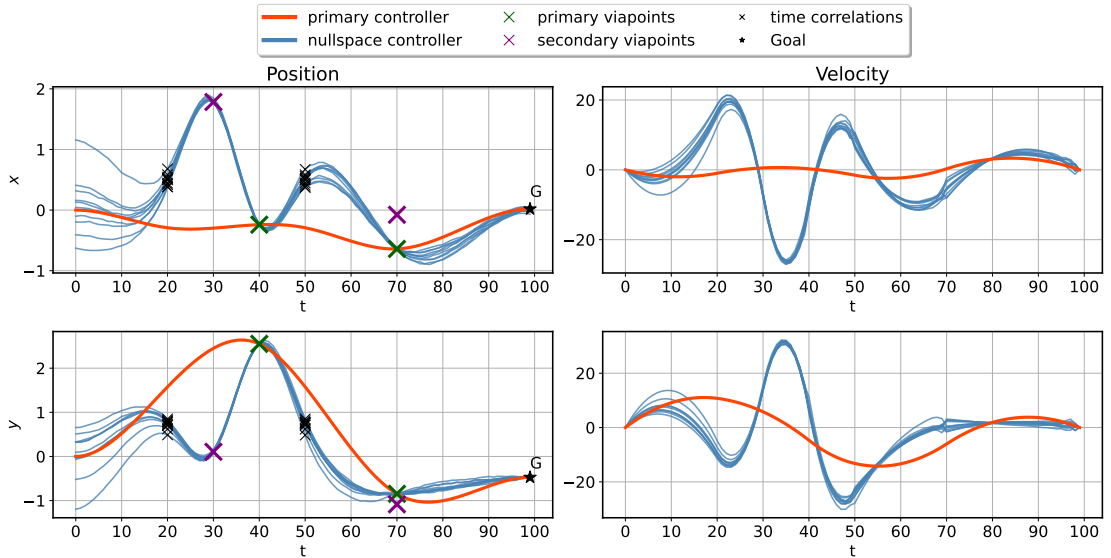 primary controller primary viapoints time correlations
nullspace controller secondary viapoints Goal
Position Velocity
2
1
0
−1
x
G
0 10 20 30 40 50 60 70 80 90 100
t
20
0
−20
0 10 20 30 40 50 60 70 80 90 100
t
2
1
0
−1
y
G
0 10 20 30 40 50 60 70 80 90 100
t
20
0
−20
0 10 20 30 40 50 60 70 80 90 100
t